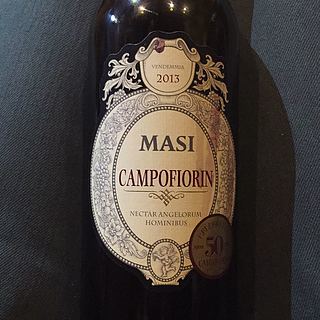 VENDEMMIA
2013
MASI
CAMPOFIORIN
NECTAR ANGELORUM
HOMINIBUS
50